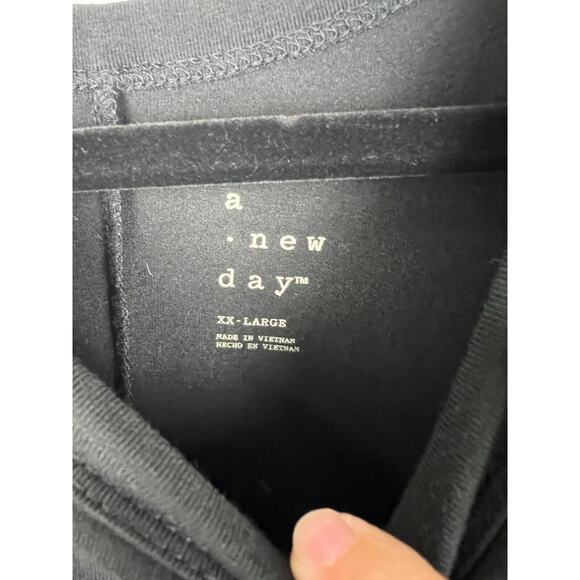 a
· new
day™
XX-LARGE
MADE IN VIETNAM
HECHO EN VIETNAM